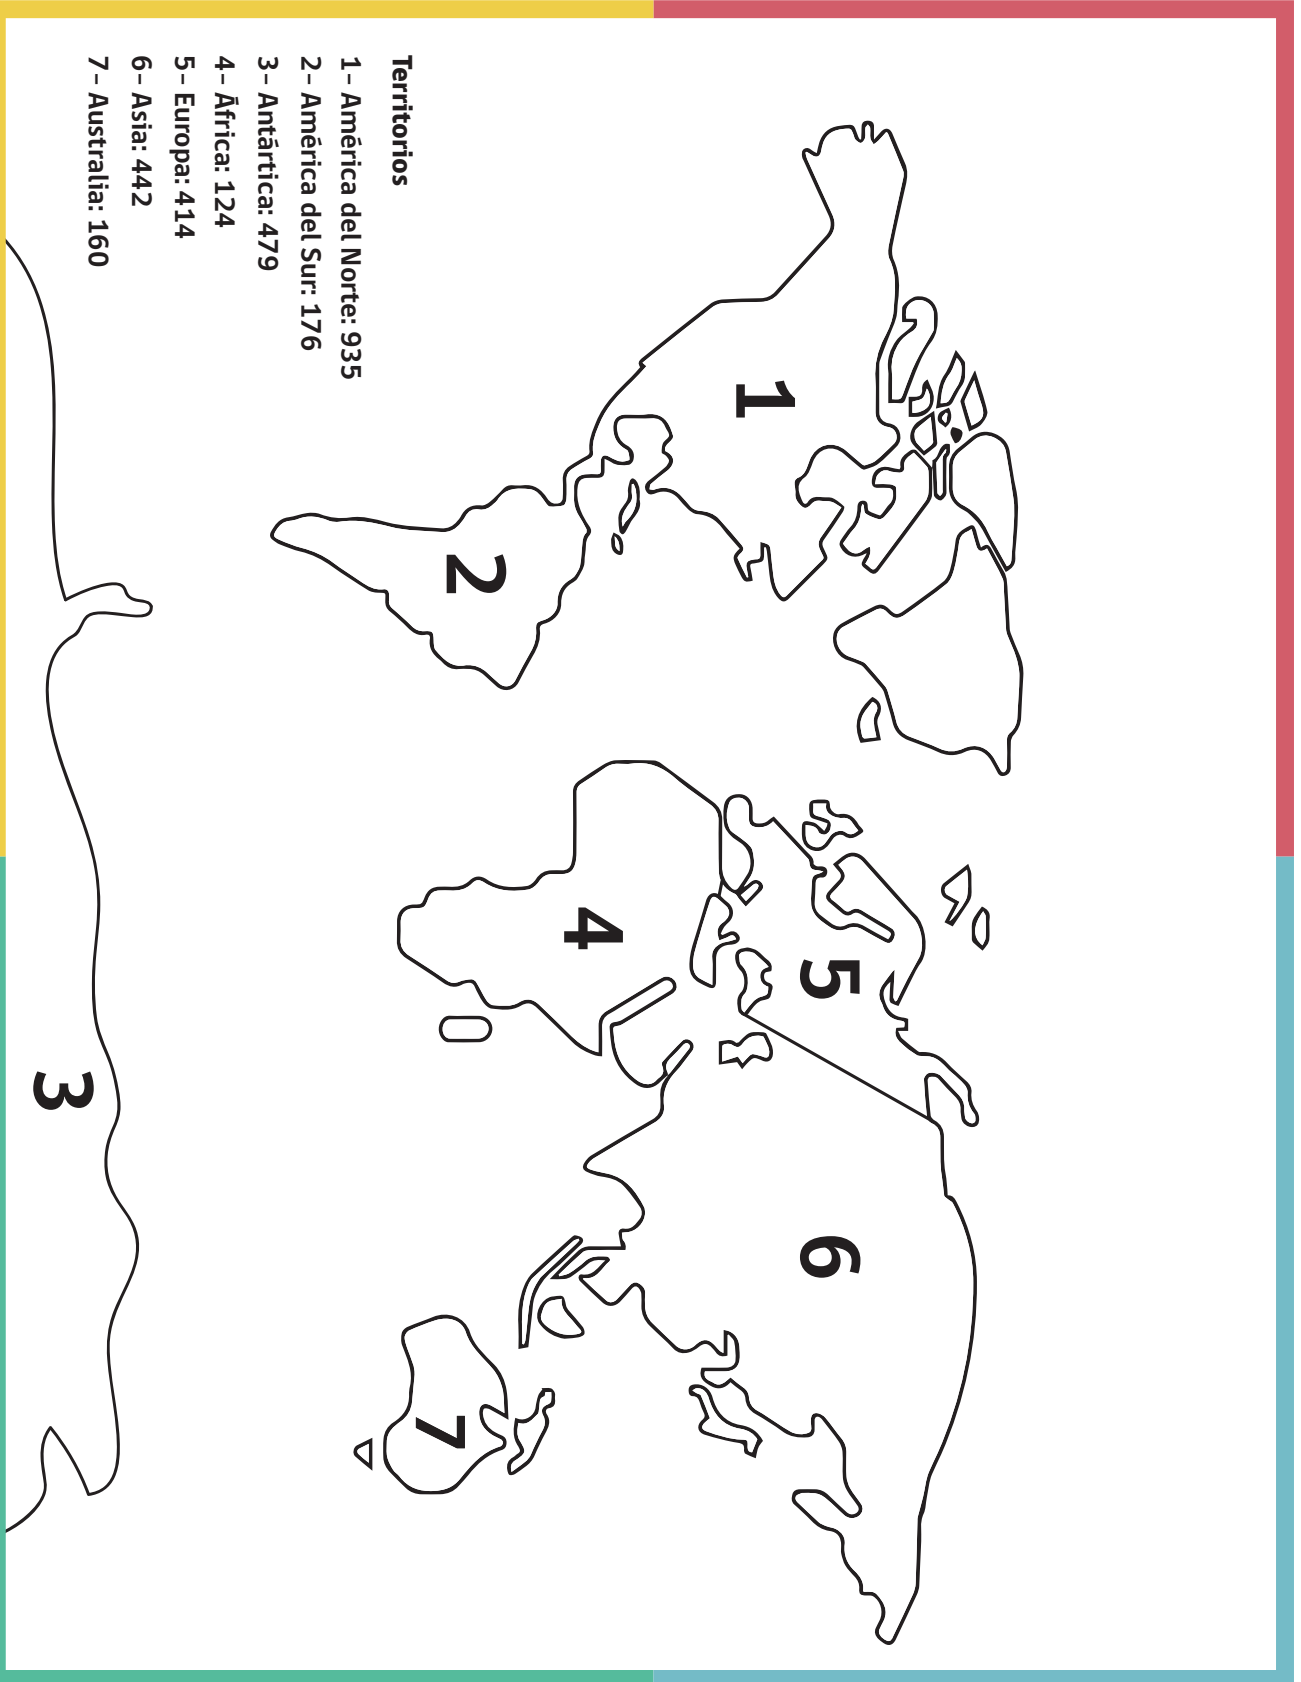 Territorios
1- América del Norte: 935
2- América del Sur: 176
3- Antártica: 479
4- África: 124
5- Europa: 414
6- Asia: 442
7- Australia: 160
1
2
3
4
5
6
7